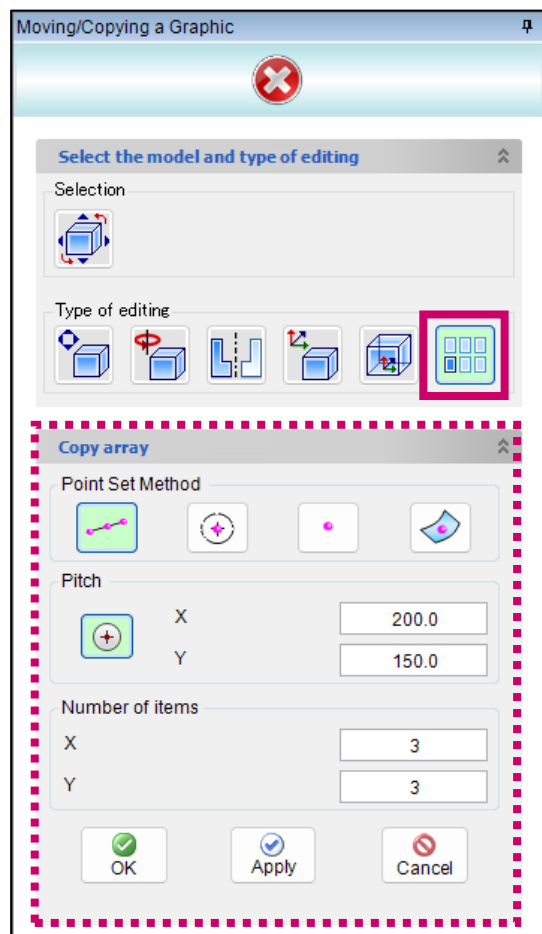 Moving/Copying a Graphic
Select the model and type of editing
Selection
Type of editing
Copy array
Point Set Method
Pitch
X 200.0
Y 150.0
Number of items
X 3
Y 3
OK Apply Cancel